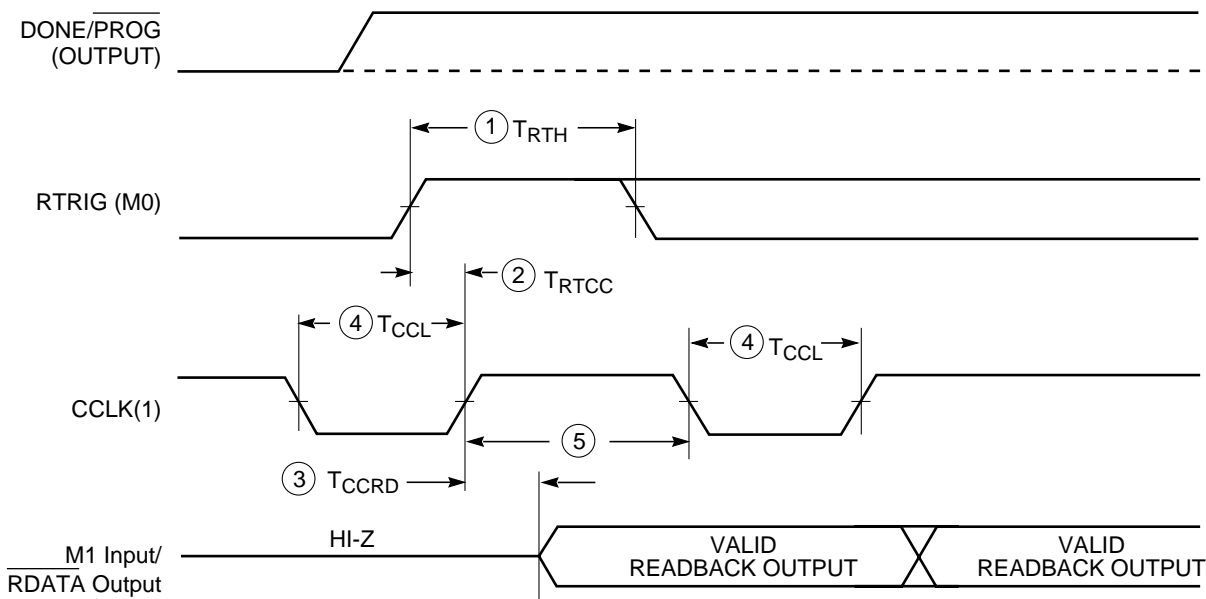 DONE/PROG
(OUTPUT)
① TRTH
RTRIG (M0)
② TRTCC
④ TCCL
④ TCCL
CCLK(1)
⑤
③ TCCRD
HI-Z
M1 Input/
RDATA Output
VALID
READBACK OUTPUT
VALID
READBACK OUTPUT